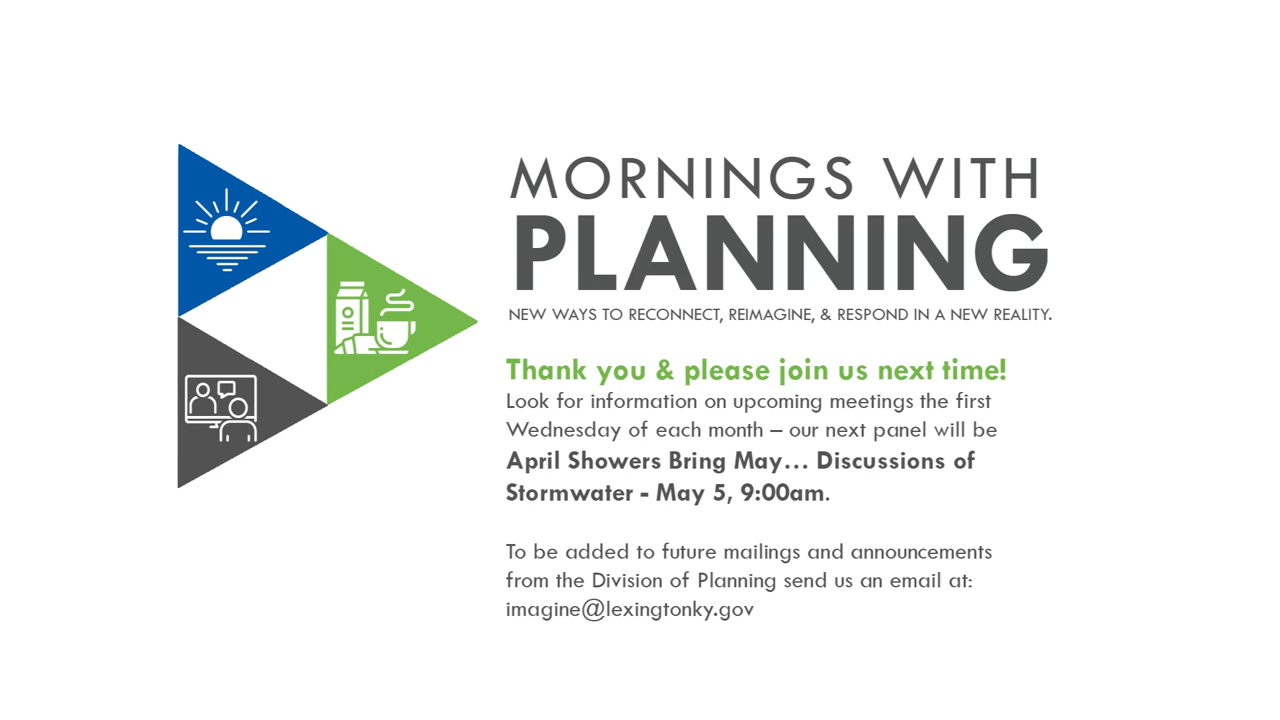 MORNINGS WITH
PLANNING
NEW WAYS TO RECONNECT, REIMAGINE, & RESPOND IN A NEW REALITY.
Thank you & please join us next time!
Look for information on upcoming meetings the first
Wednesday of each month – our next panel will be
April Showers Bring May... Discussions of
Stormwater - May 5, 9:00am.
To be added to future mailings and announcements
from the Division of Planning send us an email at:
imagine@lexingtonky.gov